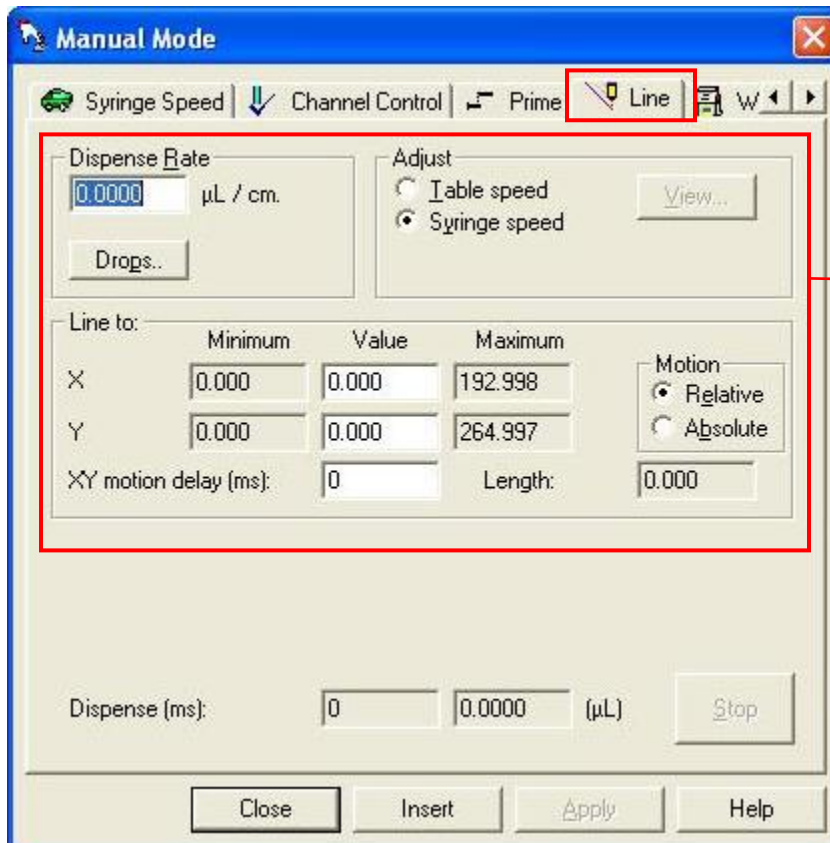 Manual Mode
Syringe Speed Channel Control Prime Line W
Dispense Rate
0.0000 µL / cm.
Drops..
Adjust
Table speed
Syringe speed
View...
Line to:
Minimum Value Maximum
X 0.000 0.000 192.998
Y 0.000 0.000 264.997
Motion
Relative
Absolute
XY motion delay (ms): 0 Length: 0.000
Dispense (ms): 0 0.0000 (µL) Stop
Close Insert Apply Help